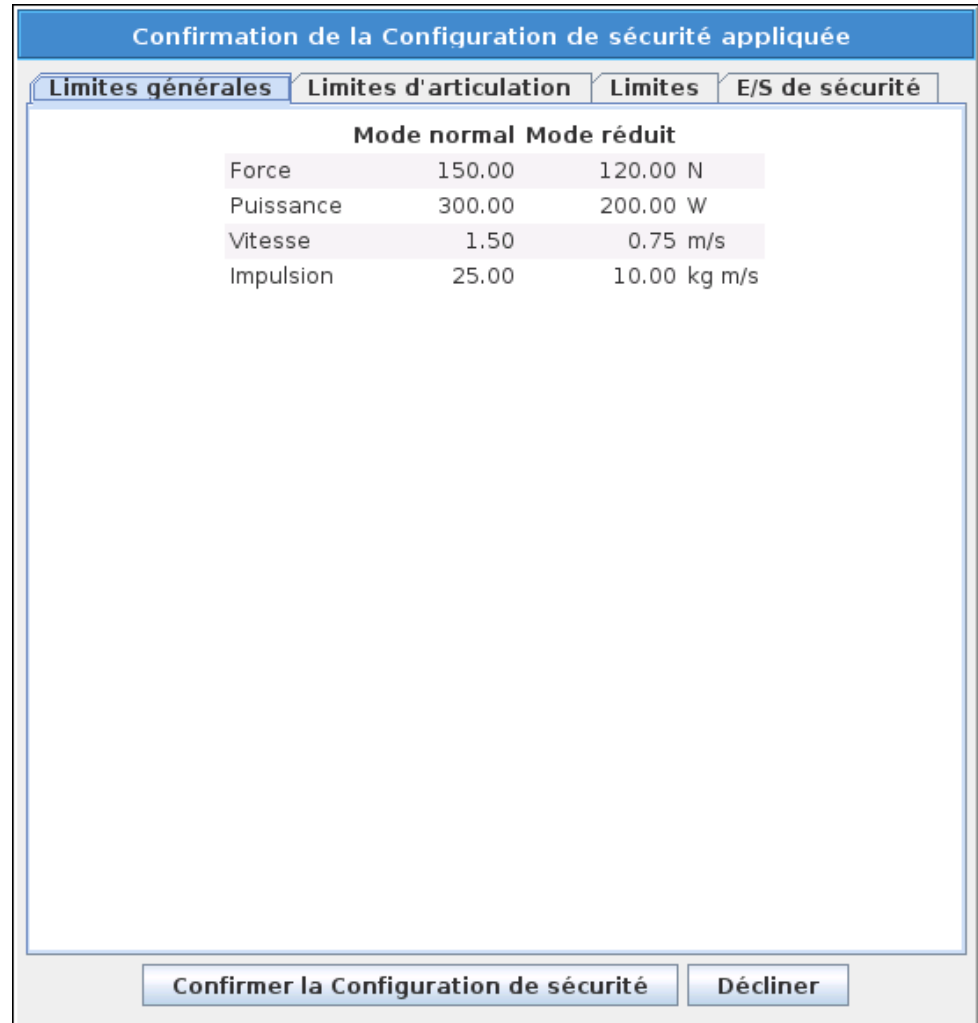 Confirmation de la Configuration de sécurité appliquée
Limites générales Limites d'articulation Limites E/S de sécurité
Mode normal Mode réduit
Force 150.00 120.00 N
Puissance 300.00 200.00 W
Vitesse 1.50 0.75 m/s
Impulsion 25.00 10.00 kg m/s
Confirmer la Configuration de sécurité Décliner